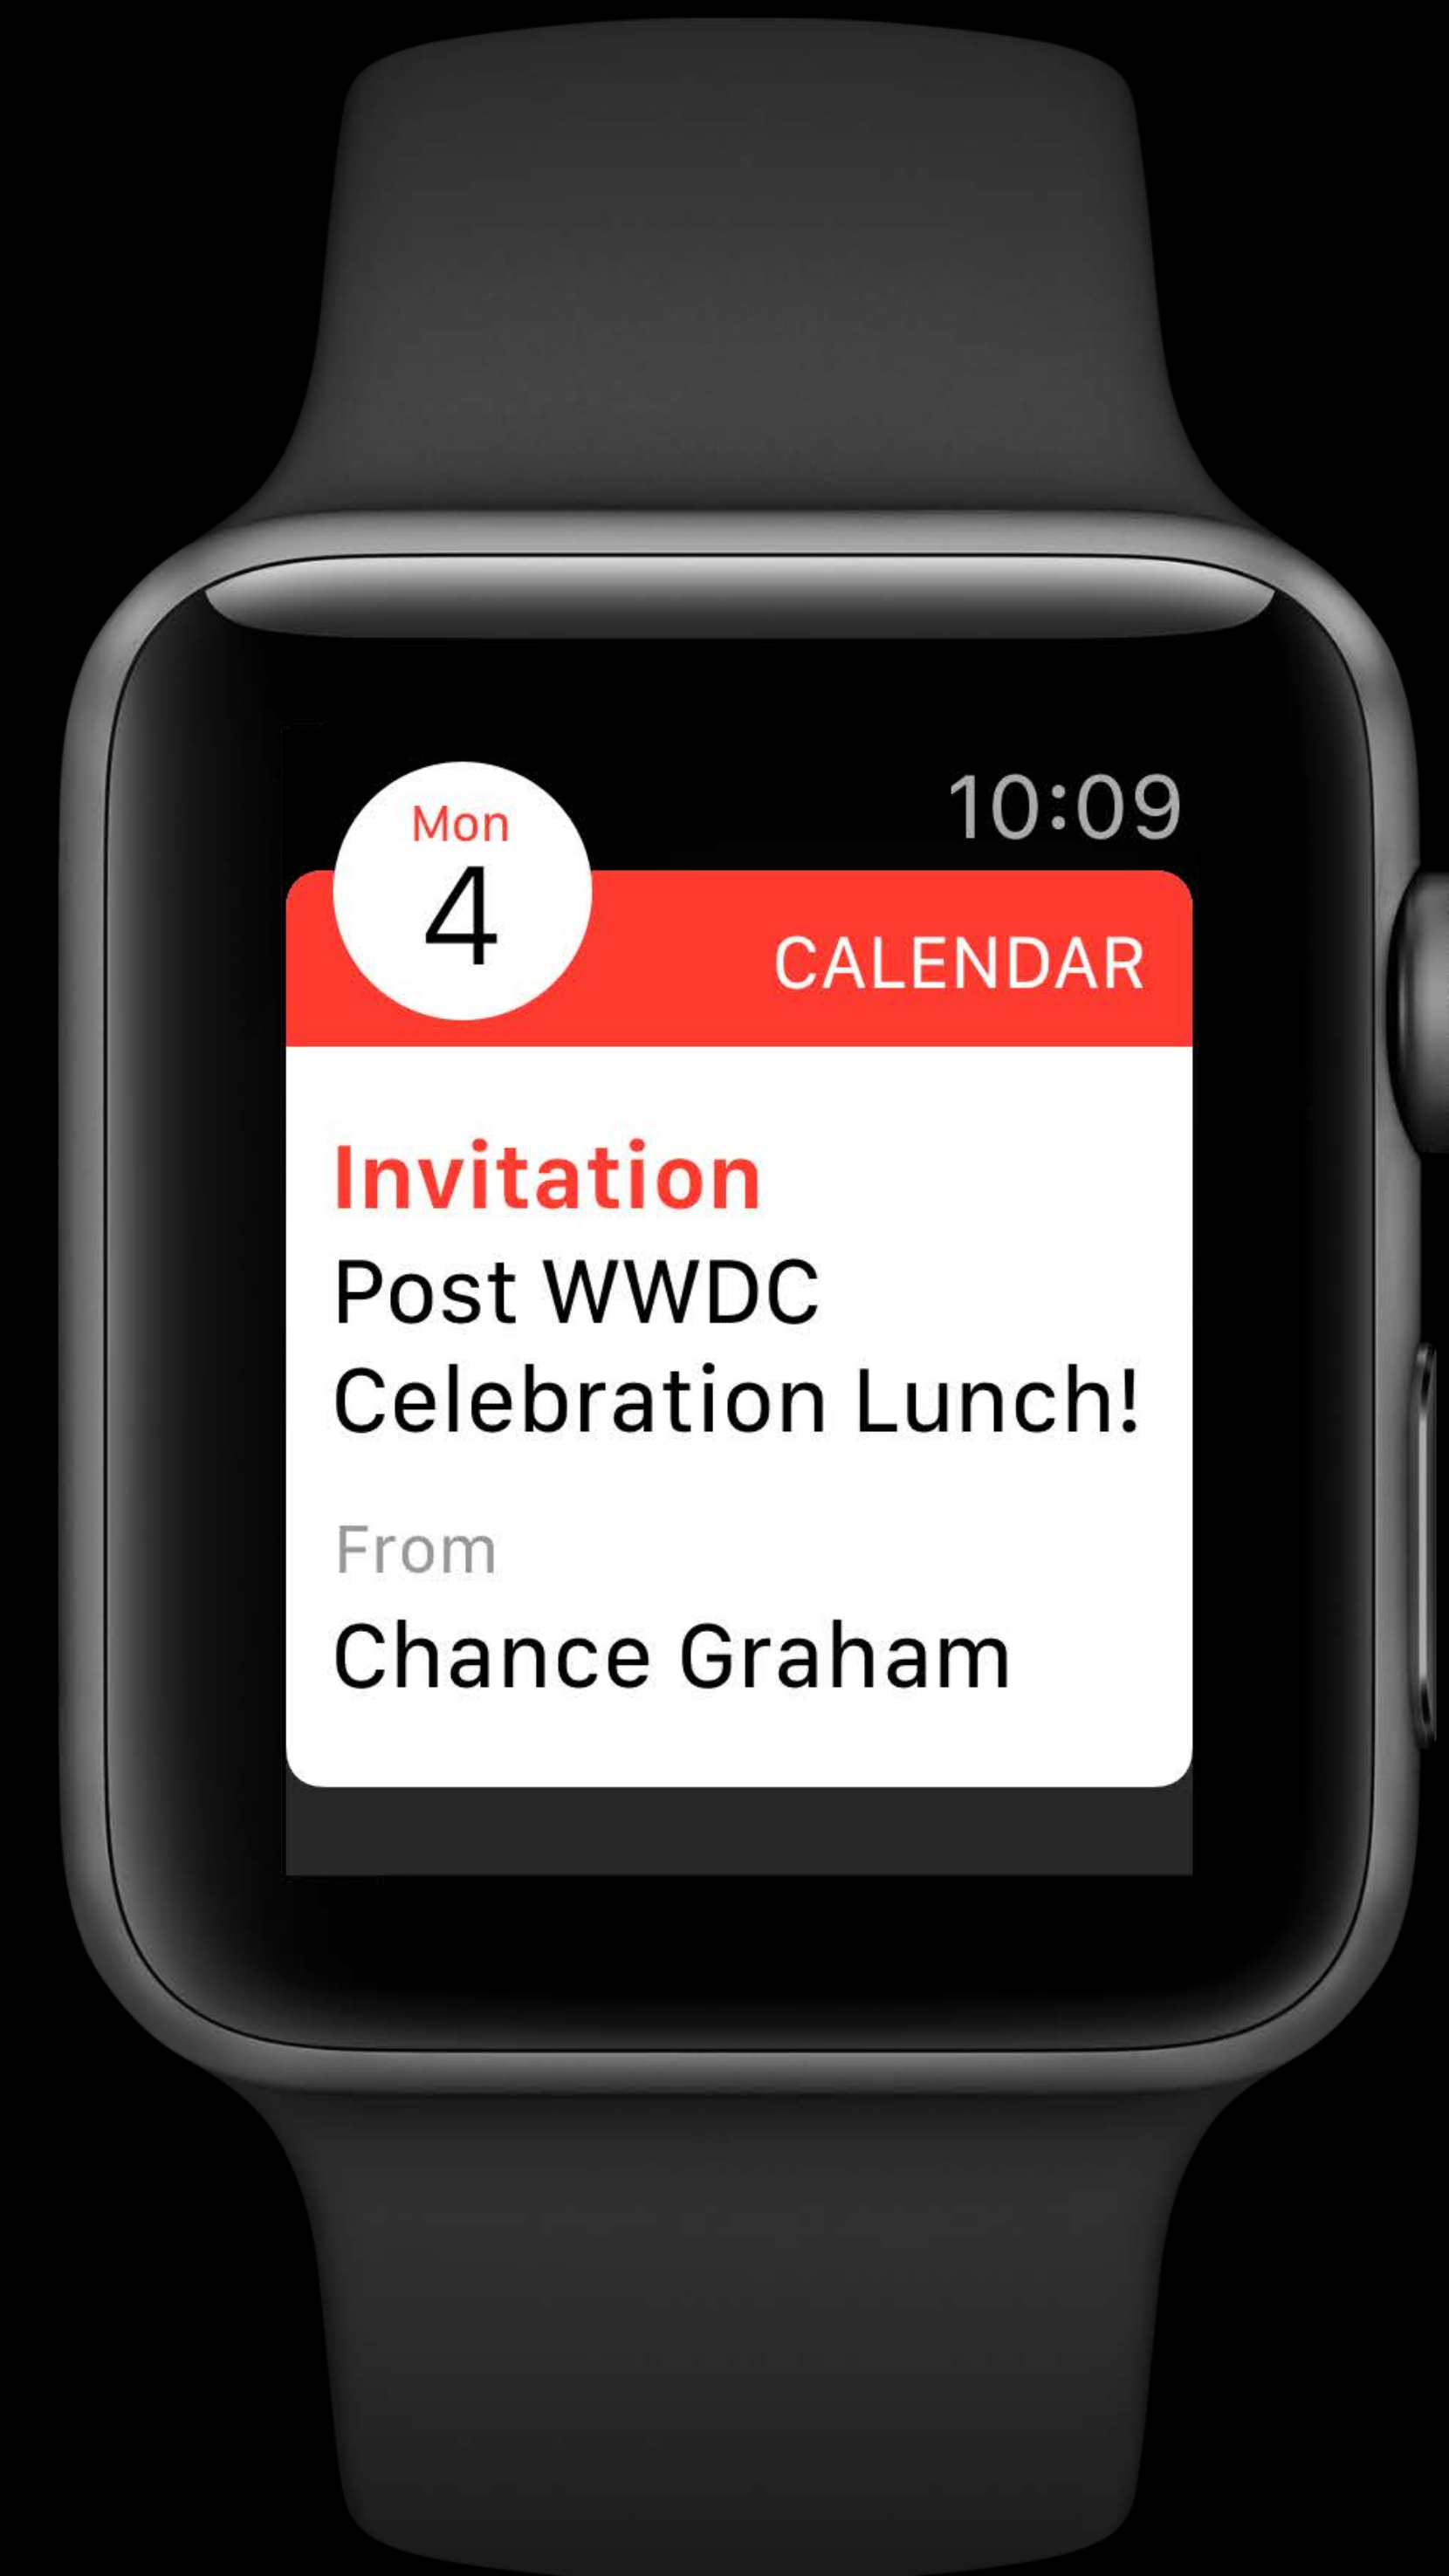 Mon
4
10:09
CALENDAR
Invitation
Post WWDC
Celebration Lunch!
From
Chance Graham